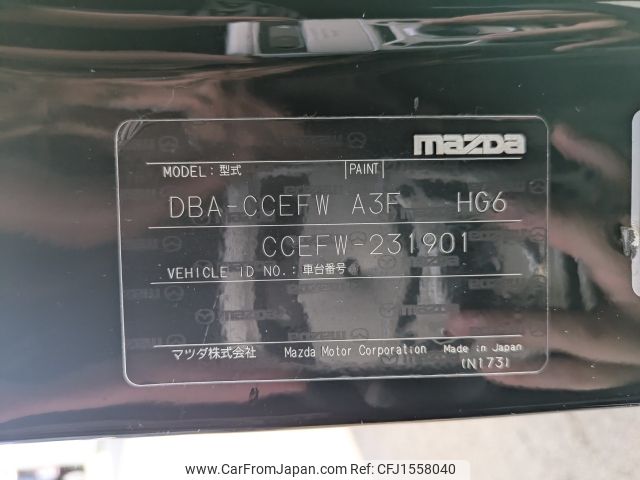 mazda
MODEL: 型式 PAINT
DBA-CCEFW A3F HG6
CCEFW-231901
VEHICLE ID NO.: 車台番号
マツダ株式会社 Mazda Motor Corporation Made in Japan
(N173)
www.CarFromJapan.com CFJ1558040